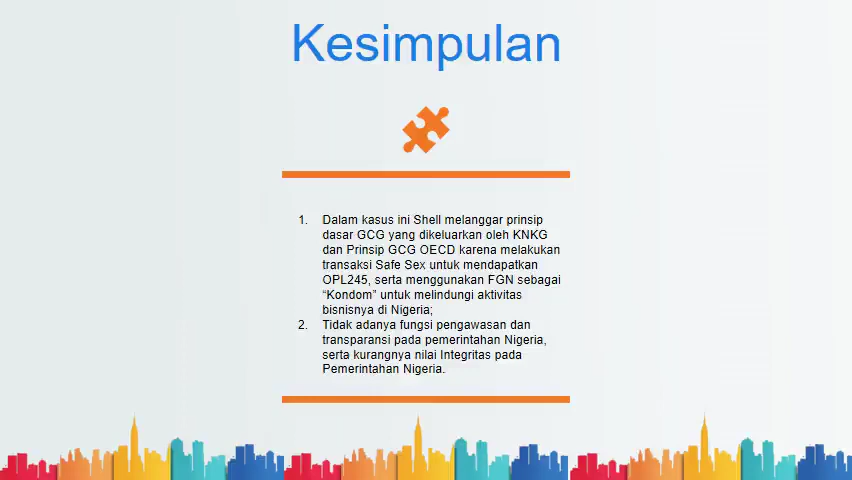 Kesimpulan
1. Dalam kasus ini Shell melanggar prinsip
dasar GCG yang dikeluarkan oleh KNKG
dan Prinsip GCG OECD karena melakukan
transaksi Safe Sex untuk mendapatkan
OPL245, serta menggunakan FGN sebagai
“Kondom” untuk melindungi aktivitas
bisnisnya di Nigeria;
2. Tidak adanya fungsi pengawasan dan
transparansi pada pemerintahan Nigeria,
serta kurangnya nilai Integritas pada
Pemerintahan Nigeria.